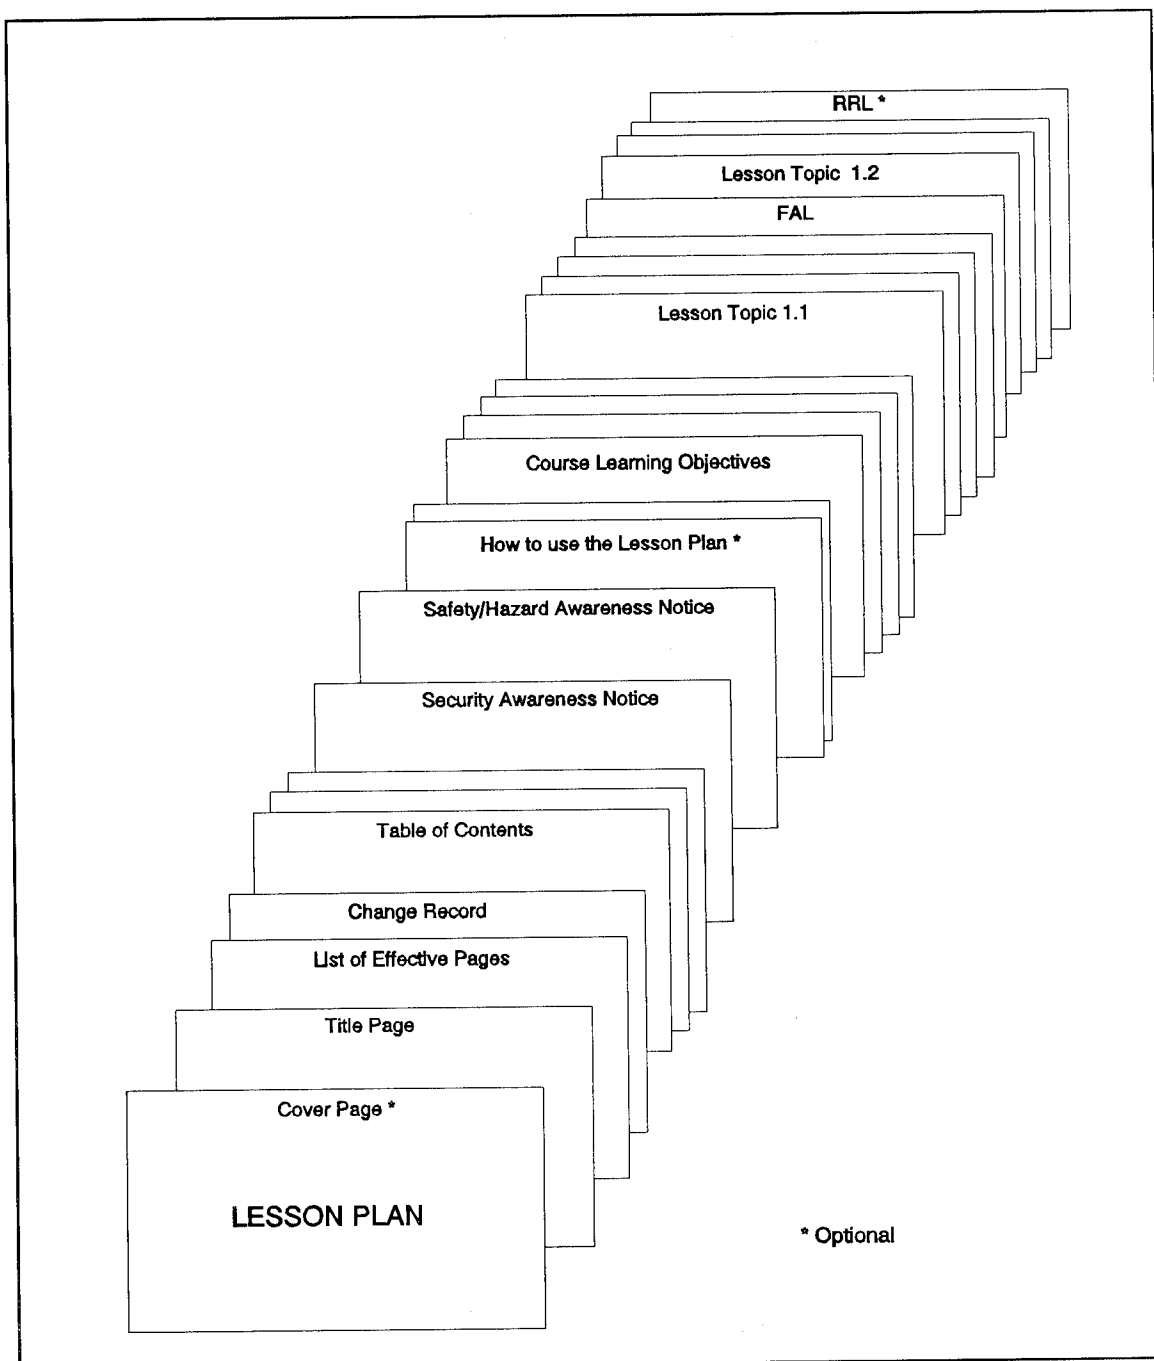 RRL *
Lesson Topic 1.2
FAL
Lesson Topic 1.1
Course Learning Objectives
How to use the Lesson Plan *
Safety/Hazard Awareness Notice
Security Awareness Notice
Table of Contents
Change Record
List of Effective Pages
Title Page
Cover Page *
LESSON PLAN
* Optional